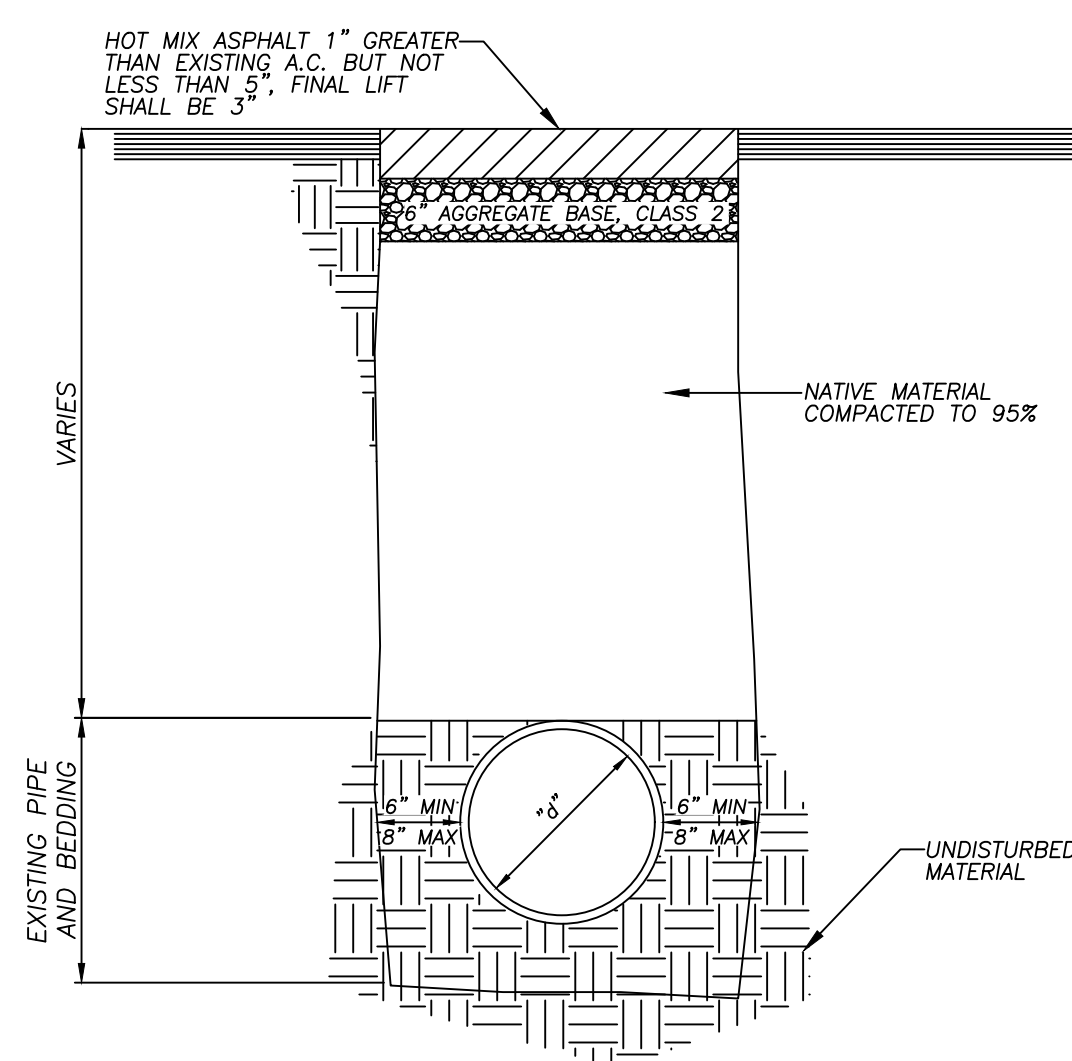 HOT MIX ASPHALT 1" GREATER
THAN EXISTING A.C. BUT NOT
LESS THAN 5", FINAL LIFT
SHALL BE 3"
6" AGGREGATE BASE, CLASS 2
VARIES
NATIVE MATERIAL
COMPACTED TO 95%
EXISTING PIPE
AND BEDDING
6" MIN
8" MAX
"d"
6" MIN
8" MAX
UNDISTURBED
MATERIAL